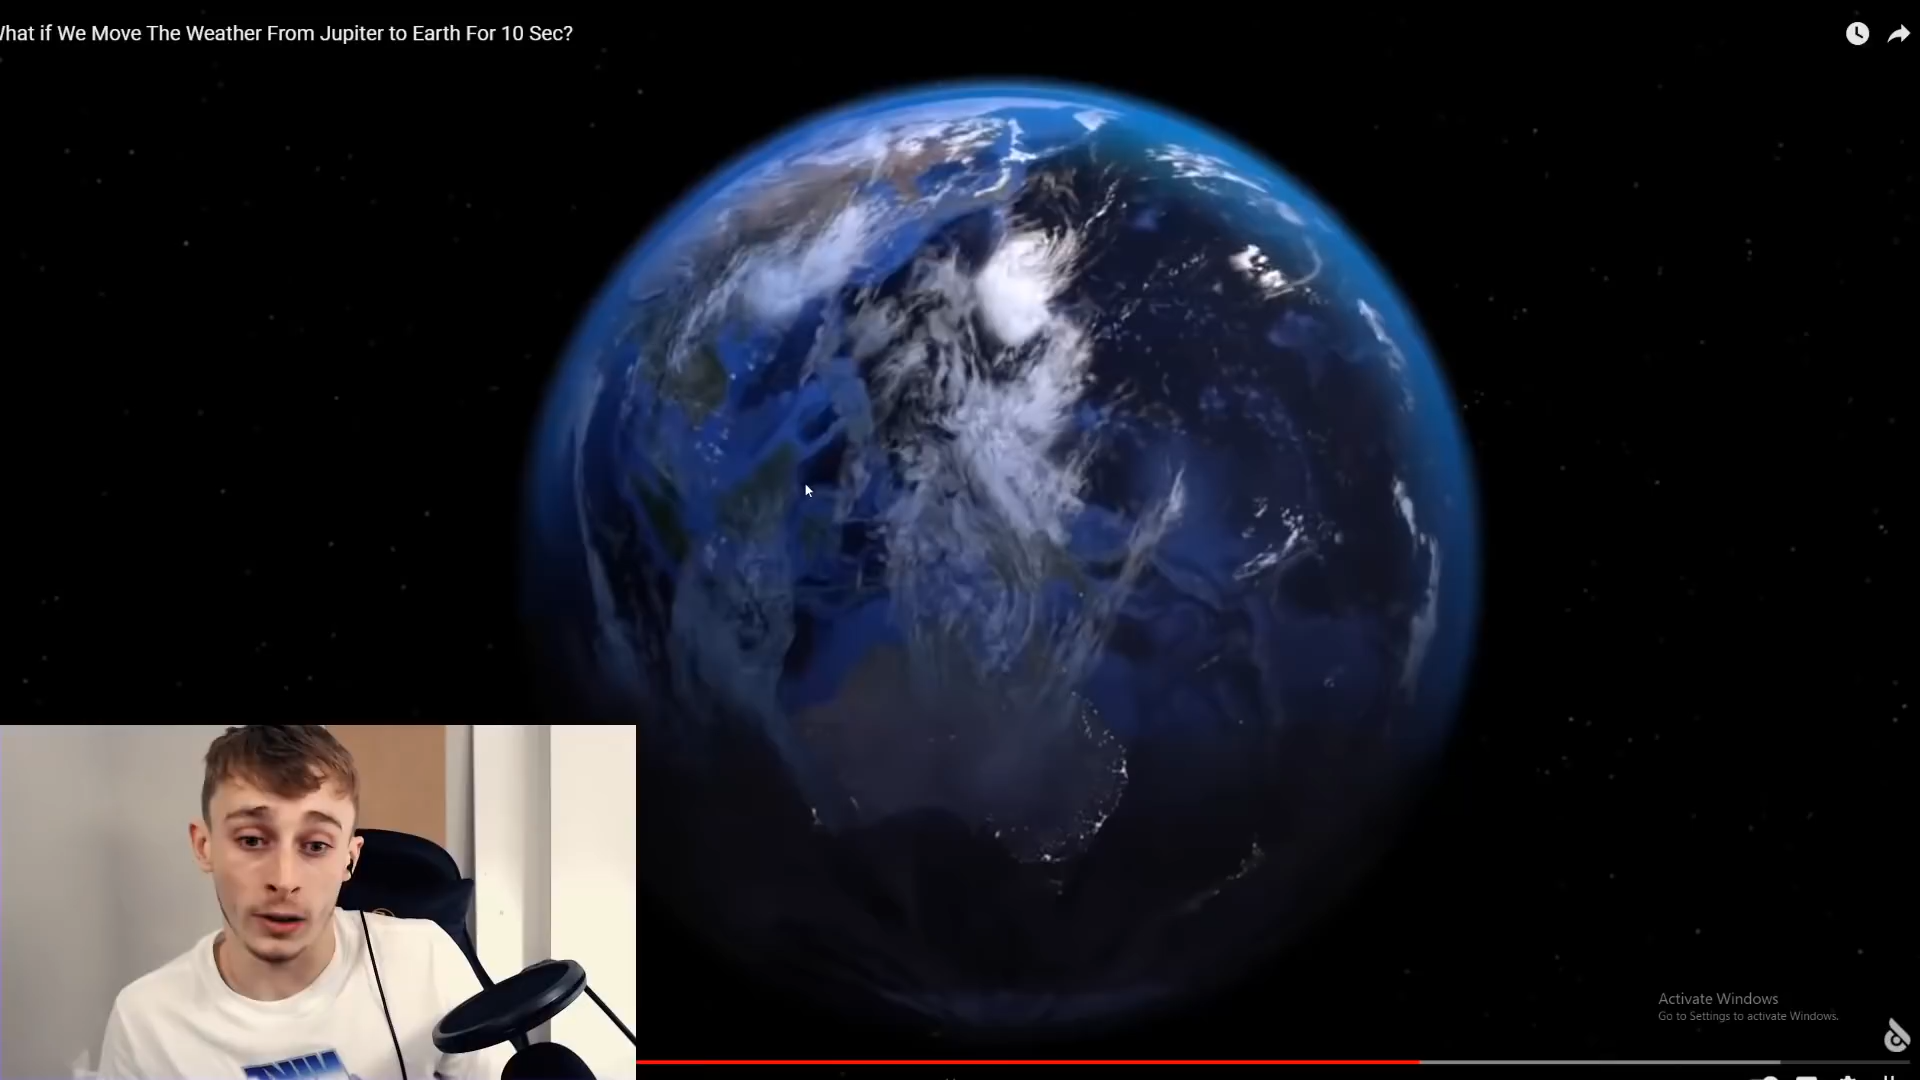 What if We Move The Weather From Jupiter to Earth For 10 Sec?
Activate Windows
Go to Settings to activate Windows.